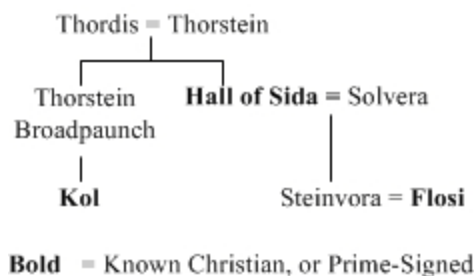 Thordis = Thorstein
Thorstein Hall of Sida = Solvera
Broadpaunch
Kol Steinvora = Flosi
Bold = Known Christian, or Prime-Signed